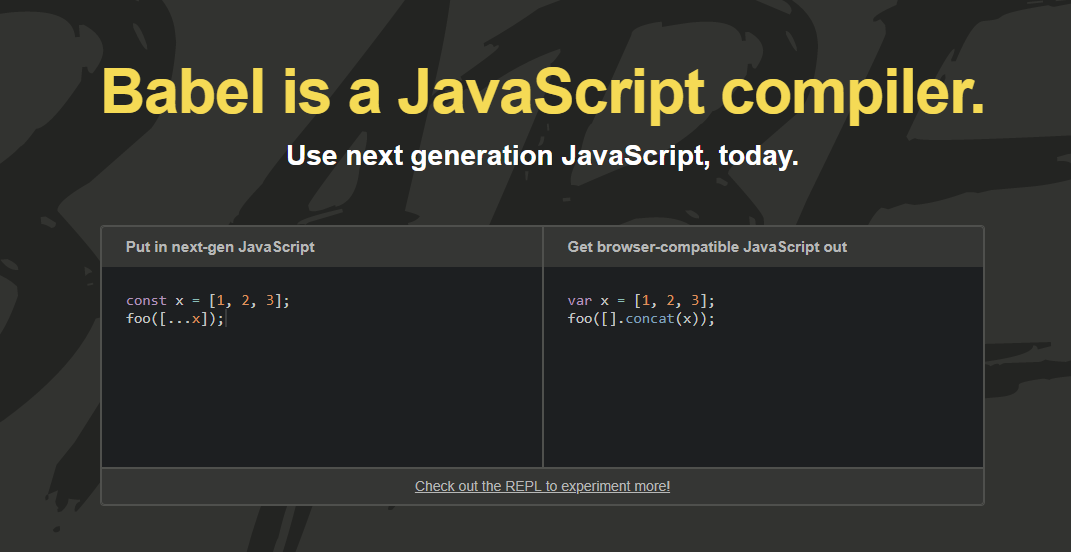 Babel is a JavaScript compiler.
Use next generation JavaScript, today.
Put in next-gen JavaScript
const x = [1, 2, 3];
foo([...x]);
Get browser-compatible JavaScript out
var x = [1, 2, 3];
foo([].concat(x));
Check out the REPL to experiment more!